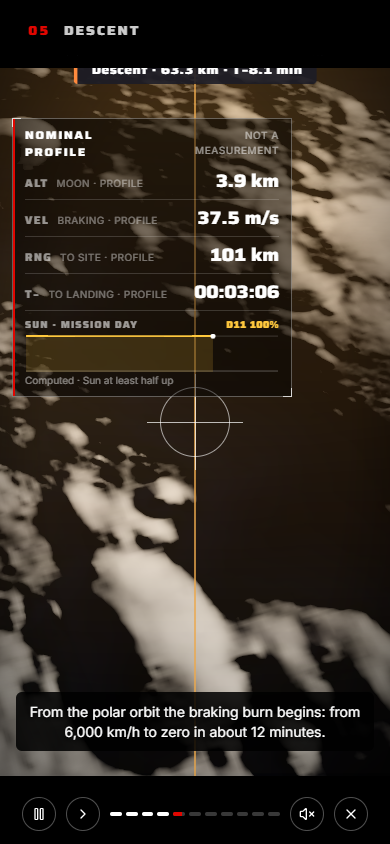 05 DESCENT
Descent · 63.3 km · T-8.1 min
NOMINAL PROFILE
NOT A MEASUREMENT
ALT MOON · PROFILE 3.9 km
VEL BRAKING · PROFILE 37.5 m/s
RNG TO SITE · PROFILE 101 km
T- TO LANDING · PROFILE 00:03:06
SUN · MISSION DAY D11 100%
Computed · Sun at least half up
From the polar orbit the braking burn begins: from
6,000 km/h to zero in about 12 minutes.